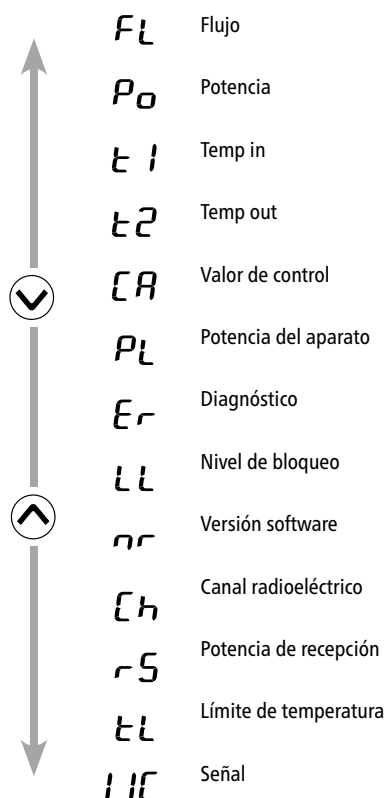 FL Flujo
Po Potencia
t1 Temp in
t2 Temp out
CA Valor de control
PL Potencia del aparato
Er Diagnóstico
LL Nivel de bloqueo
nr Versión software
Ch Canal radioeléctrico
rS Potencia de recepción
tL Límite de temperatura
Señal